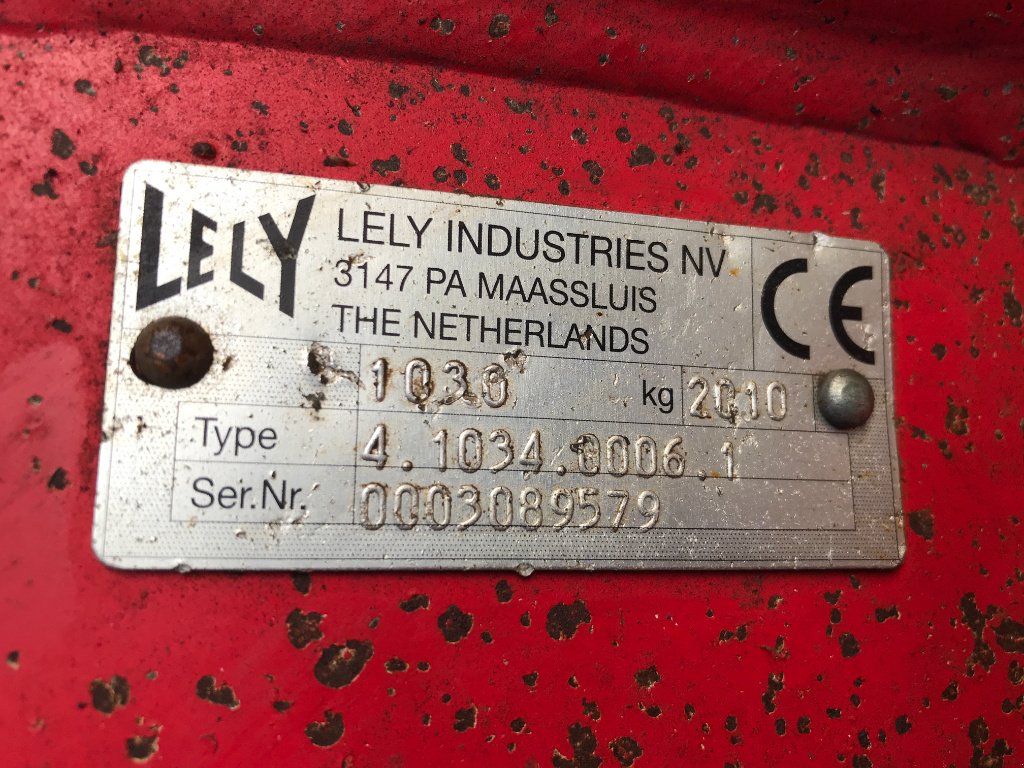 LELY
LELY INDUSTRIES NV
3147 PA MAASSLUIS
THE NETHERLANDS
CE
1030 kg 2010
Type 4.1034.0006.1
Ser.Nr. 0003089579